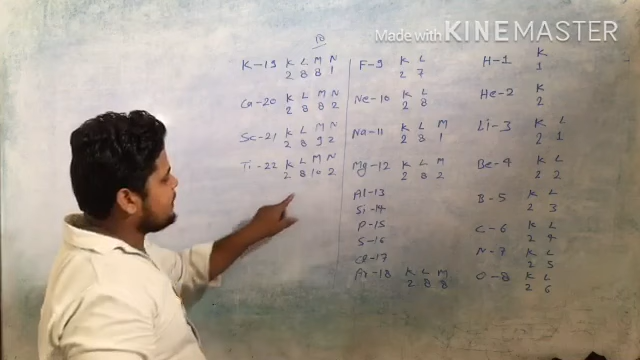 Made with KINEMASTER
18
K-19 K L M N
2 8 8 1
Ca-20 K L M N
2 8 8 2
Sc-21 K L M N
2 8 9 2
Ti-22 K L M N
2 8 10 2
F-9 K L
2 7
Ne-10 K L
2 8
Na-11 K L M
2 8 1
Mg-12 K L M
2 8 2
Al-13
Si-14
P-15
S-16
Cl-17
Ar-18 K L M
2 8 8
H-1 K
1
He-2 K
2
Li-3 K L
2 1
Be-4 K L
2 2
B-5 K L
2 3
C-6 K L
2 4
N-7 K L
2 5
O-8 K L
2 6